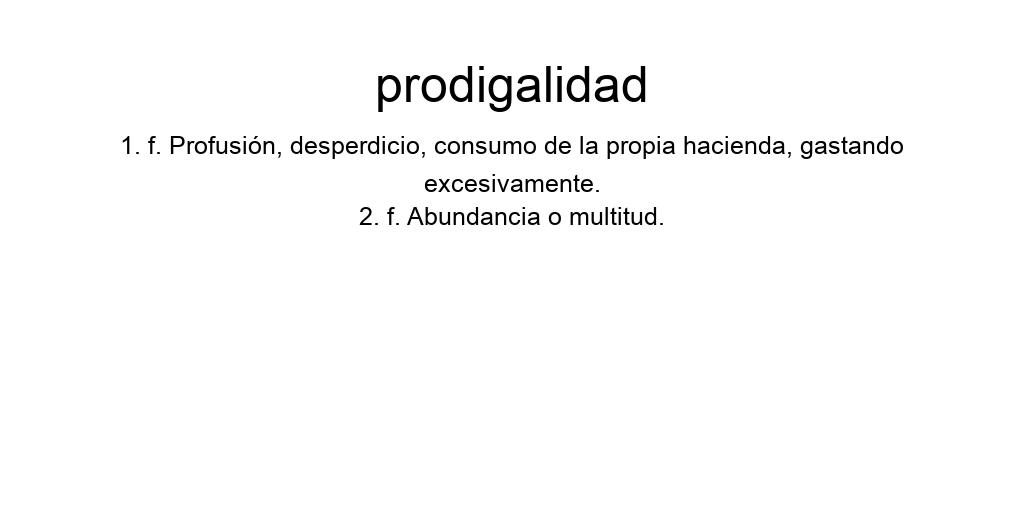 prodigalidad
1. f. Profusión, desperdicio, consumo de la propia hacienda, gastando
excesivamente.
2. f. Abundancia o multitud.